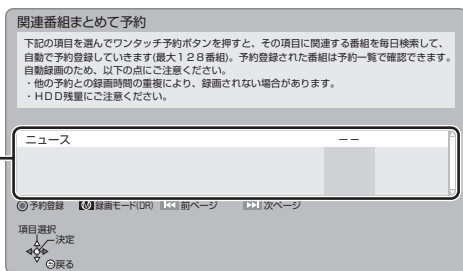 関連番組まとめて予約
下記の項目を選んでワンタッチ予約ボタンを押すと、その項目に関連する番組を毎日検索して、
自動で予約登録していきます(最大128番組)。予約登録された番組は予約一覧で確認できます。
自動録画のため、以下の点にご注意ください。
・他の予約との録画時間の重複により、録画されない場合があります。
・HDD残量にご注意ください。
ニュース －－
予約登録 録画モード(DR) 前ページ 次ページ
項目選択
決定
戻る